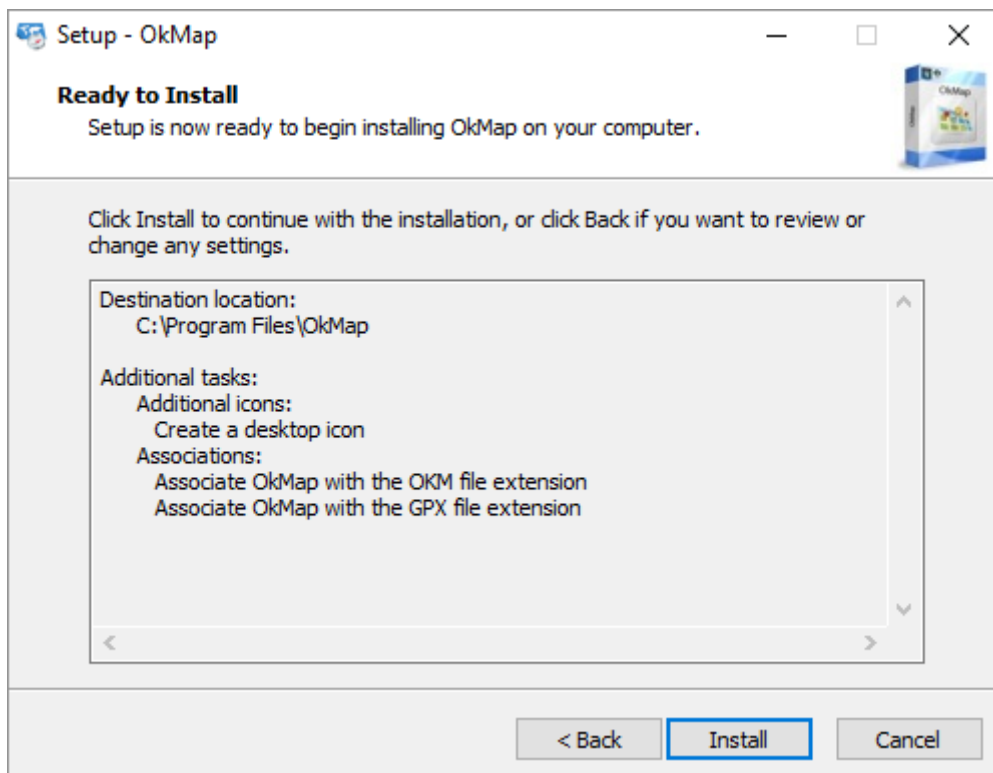 Setup - OkMap
Ready to Install
Setup is now ready to begin installing OkMap on your computer.
OkMap
OkMap
Click Install to continue with the installation, or click Back if you want to review or
change any settings.
Destination location:
C:\Program Files\OkMap
Additional tasks:
Additional icons:
Create a desktop icon
Associations:
Associate OkMap with the OKM file extension
Associate OkMap with the GPX file extension
< Back
Install
Cancel